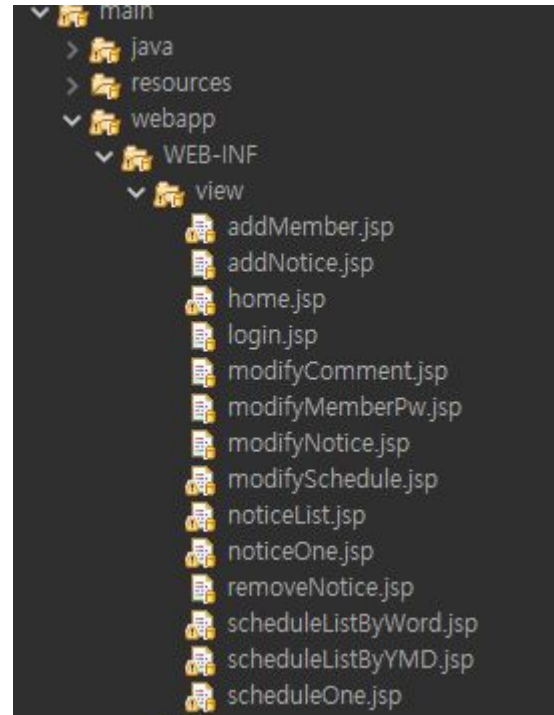 main
java
resources
webapp
WEB-INF
view
addMember.jsp
addNotice.jsp
home.jsp
login.jsp
modifyComment.jsp
modifyMemberPw.jsp
modifyNotice.jsp
modifySchedule.jsp
noticeList.jsp
noticeOne.jsp
removeNotice.jsp
scheduleListByWord.jsp
scheduleListByYMD.jsp
scheduleOne.jsp